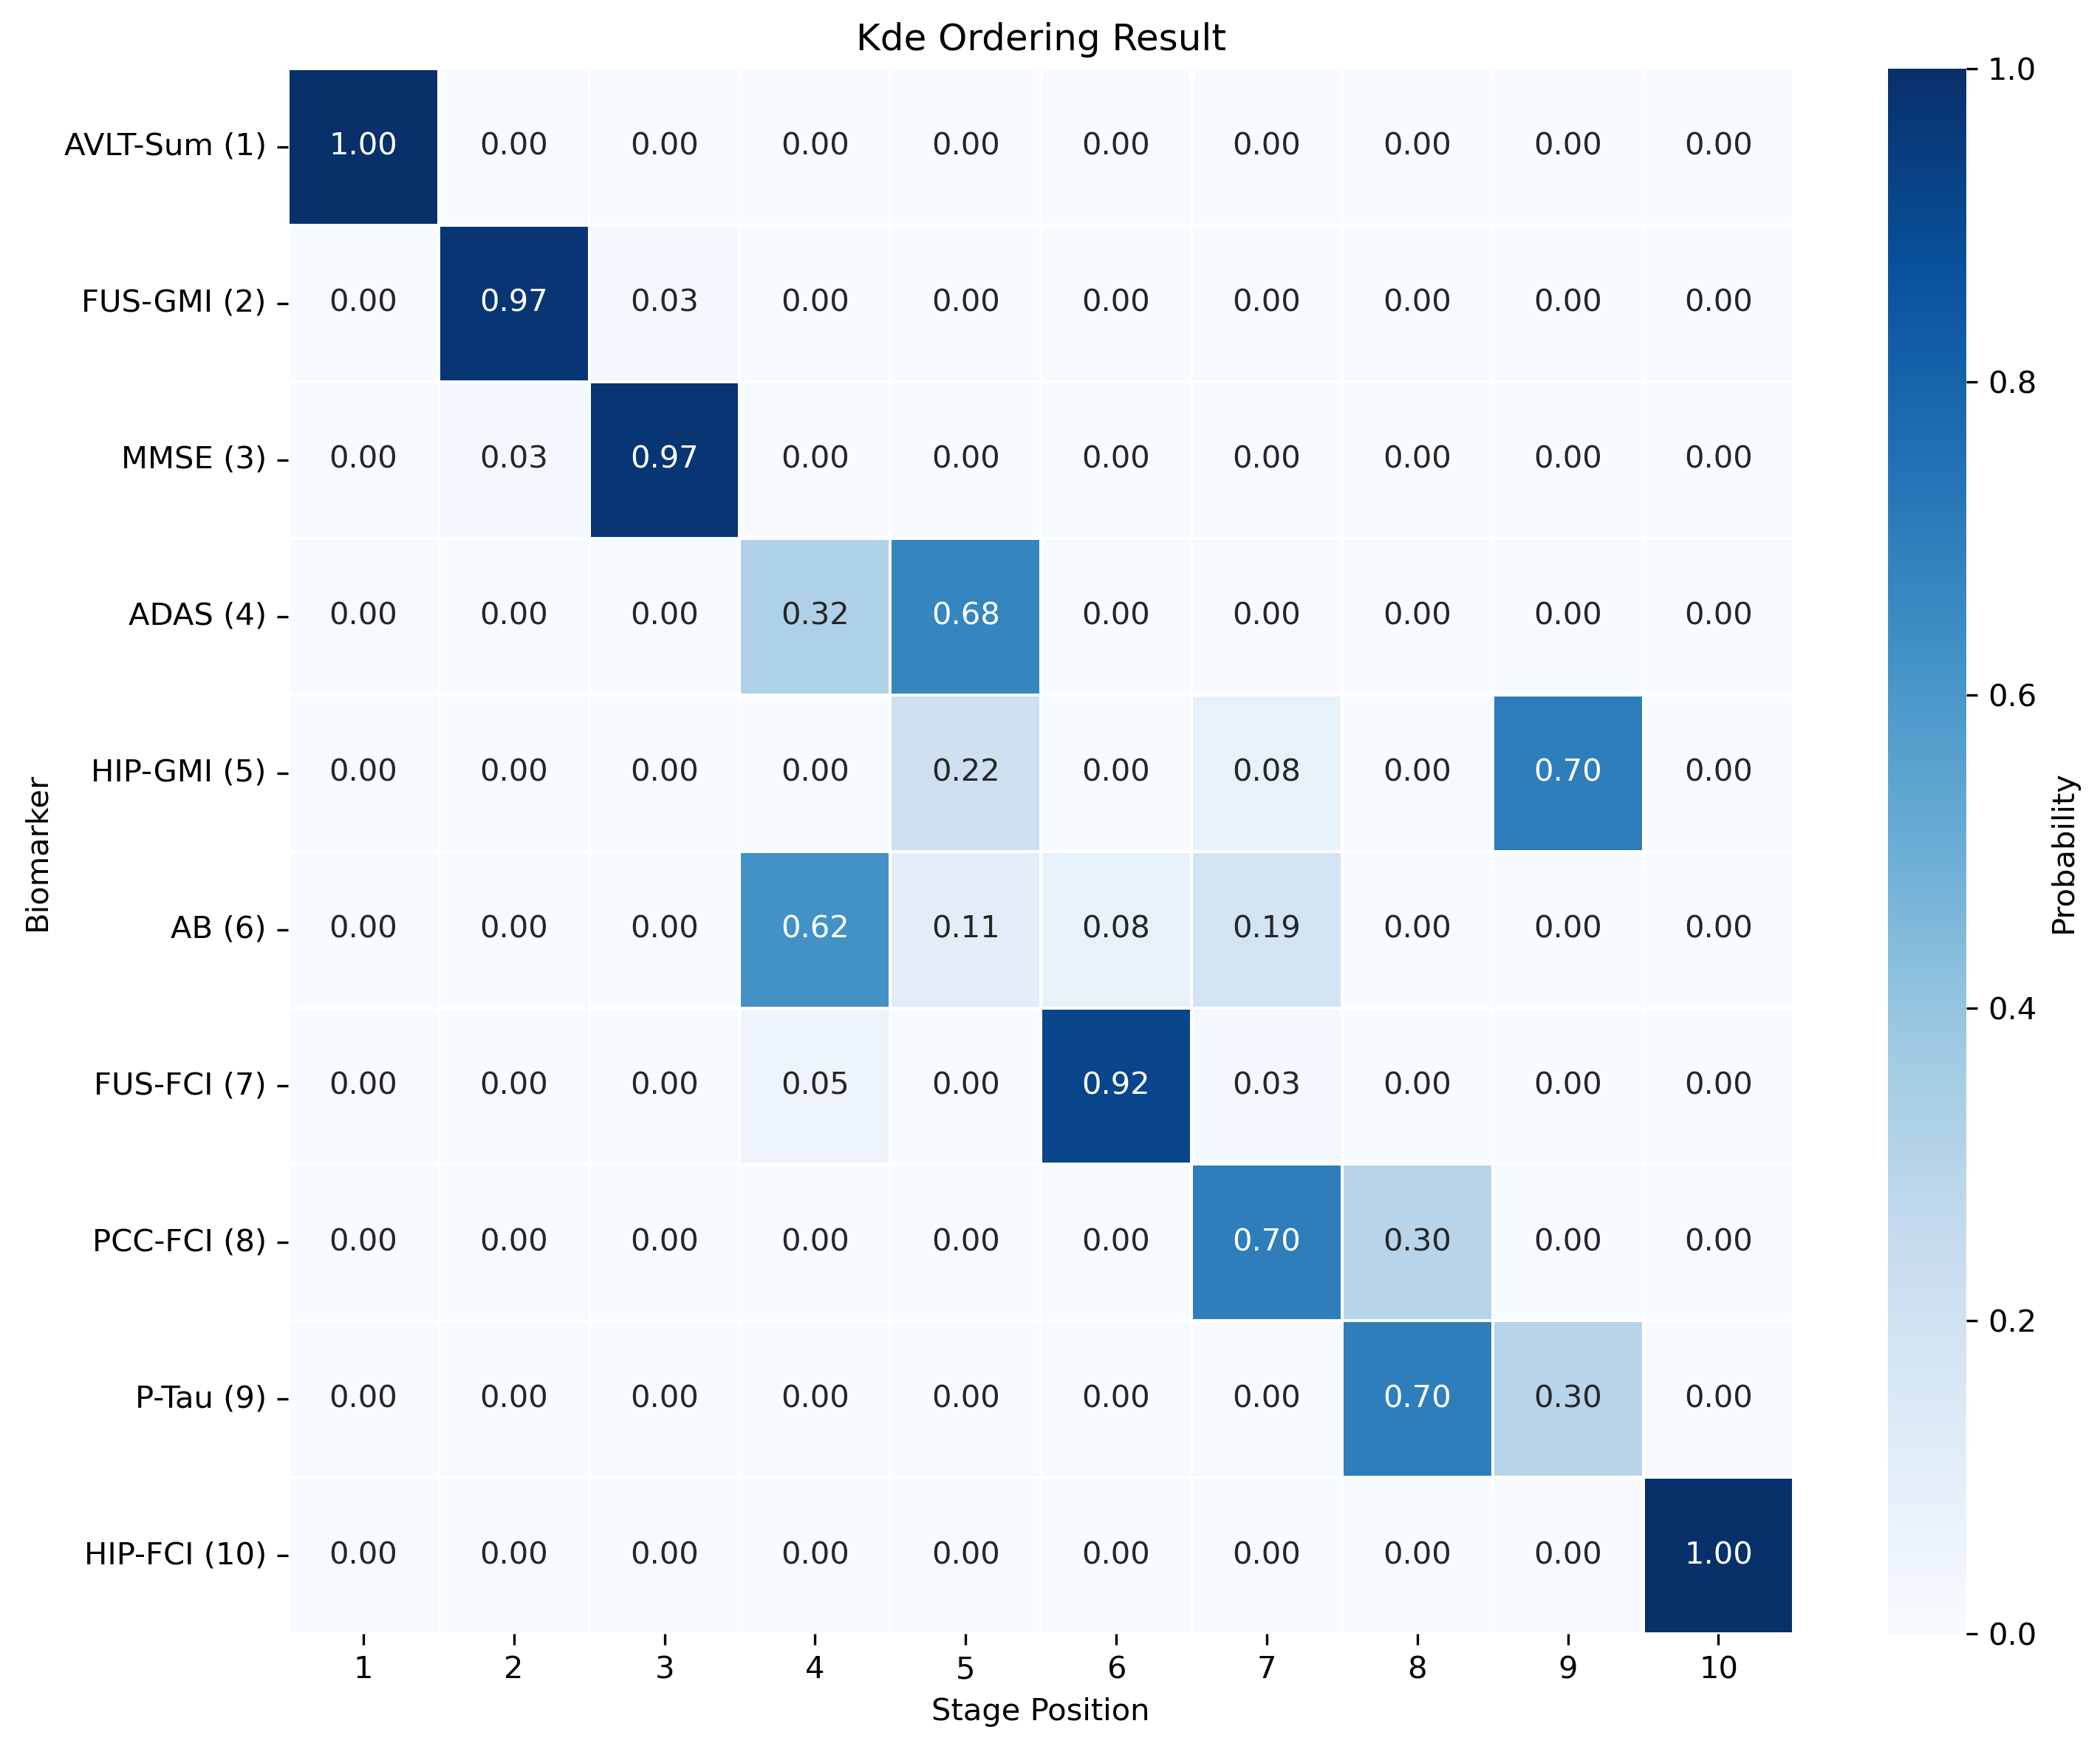 Kde Ordering Result
AVLT-Sum (1) 1.00 0.00 0.00 0.00 0.00 0.00 0.00 0.00 0.00 0.00
FUS-GMI (2) 0.00 0.97 0.03 0.00 0.00 0.00 0.00 0.00 0.00 0.00
MMSE (3) 0.00 0.03 0.97 0.00 0.00 0.00 0.00 0.00 0.00 0.00
ADAS (4) 0.00 0.00 0.00 0.32 0.68 0.00 0.00 0.00 0.00 0.00
HIP-GMI (5) 0.00 0.00 0.00 0.00 0.22 0.00 0.08 0.00 0.70 0.00
AB (6) 0.00 0.00 0.00 0.62 0.11 0.08 0.19 0.00 0.00 0.00
FUS-FCI (7) 0.00 0.00 0.00 0.05 0.00 0.92 0.03 0.00 0.00 0.00
PCC-FCI (8) 0.00 0.00 0.00 0.00 0.00 0.00 0.70 0.30 0.00 0.00
P-Tau (9) 0.00 0.00 0.00 0.00 0.00 0.00 0.00 0.70 0.30 0.00
HIP-FCI (10) 0.00 0.00 0.00 0.00 0.00 0.00 0.00 0.00 0.00 1.00
1 2 3 4 5 6 7 8 9 10
Stage Position
Biomarker
1.0
0.8
0.6
0.4
0.2
0.0
Probability